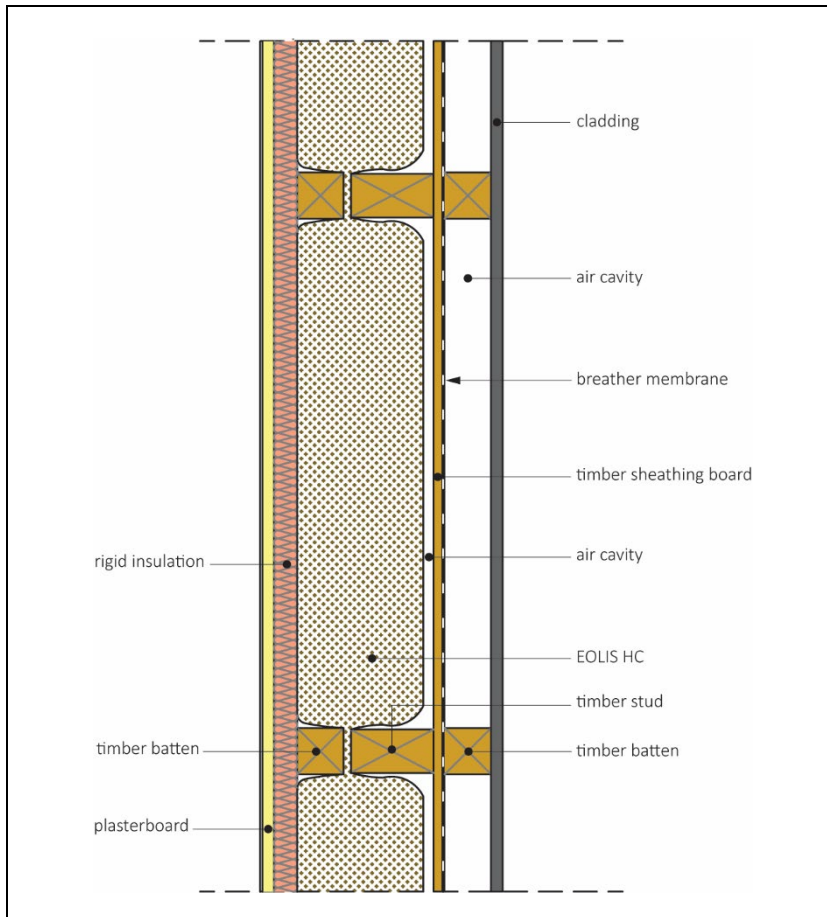 cladding
air cavity
breather membrane
timber sheathing board
rigid insulation
air cavity
EOLIS HC
timber stud
timber batten
timber batten
plasterboard